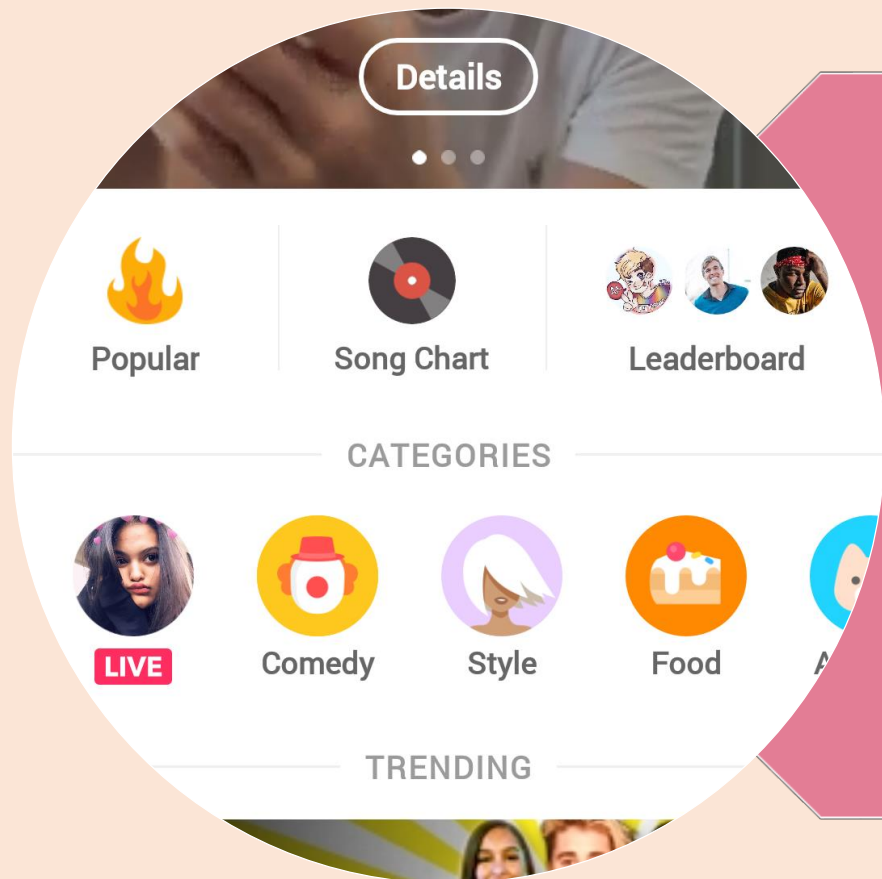 Details
Popular Song Chart Leaderboard
CATEGORIES
LIVE Comedy Style Food
TRENDING